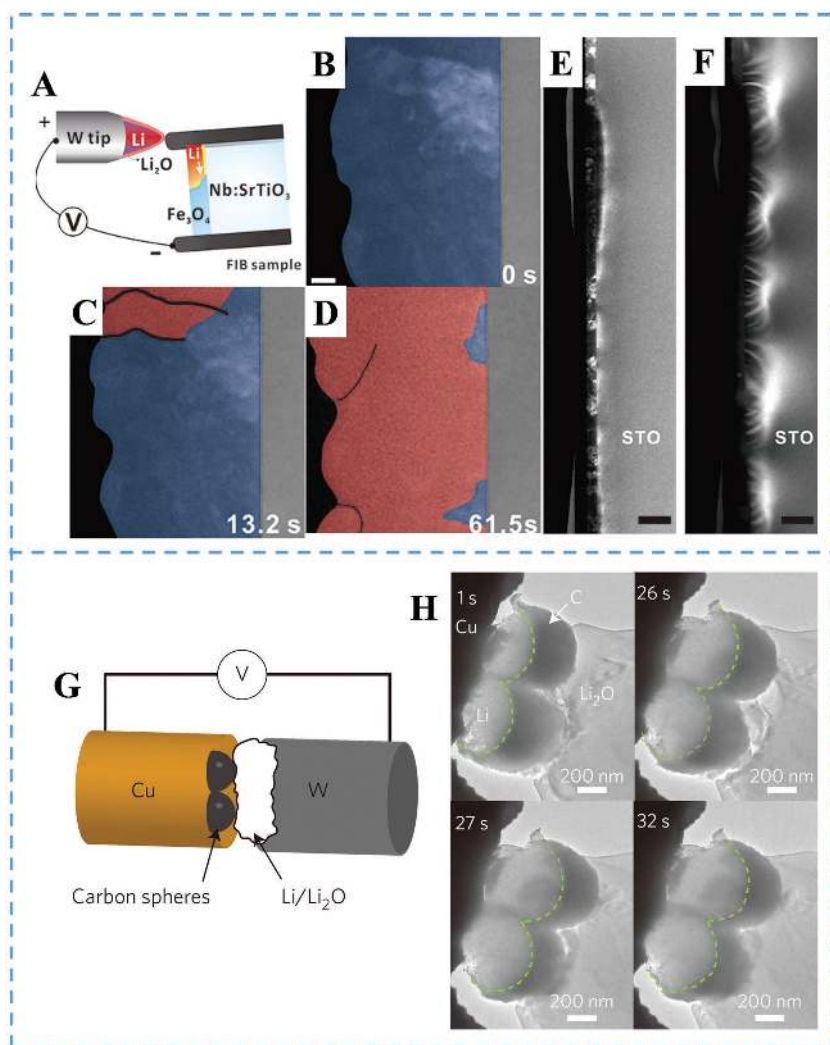 A
+
W tip
Li
Li₂O
Li
Nb:SrTiO₃
Fe₃O₄
V
-
FIB sample
B
0 s
C
13.2 s
D
61.5s
E
STO
F
STO
G
V
Cu
W
Carbon spheres
Li/Li₂O
H
1 s
Cu
C
Li
Li₂O
200 nm
26 s
200 nm
27 s
200 nm
32 s
200 nm